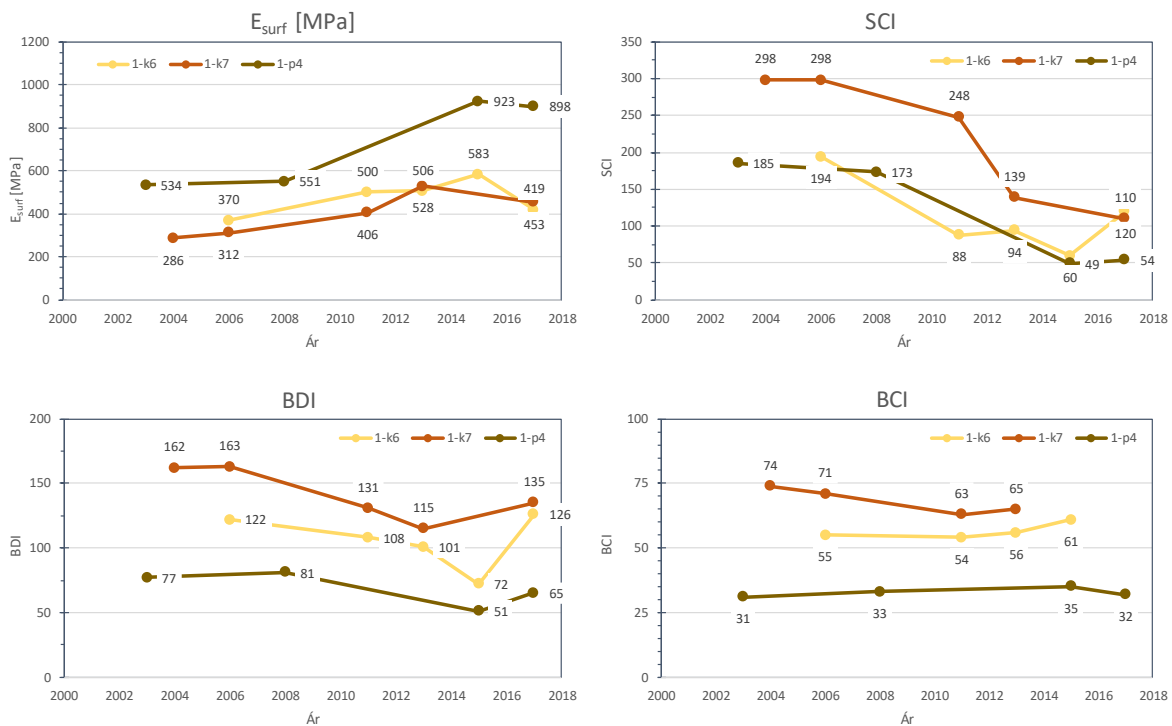 E_surf [MPa]
1-k6 1-k7 1-p4
1200
1000
800
600
400
200
0
E_surf [MPa]
534 551 923 898
370 500 506 583 419
286 312 406 528 453
2000 2002 2004 2006 2008 2010 2012 2014 2016 2018
Ár
SCI
1-k6 1-k7 1-p4
350
300
250
200
150
100
50
0
SCI
298 298 248 139 110
185 194 173 88 94 60 49 120 54
2000 2002 2004 2006 2008 2010 2012 2014 2016 2018
Ár
BDI
1-k6 1-k7 1-p4
200
150
100
50
0
BDI
162 163 131 115 135
122 108 101 72 126
77 81 51 65
2000 2002 2004 2006 2008 2010 2012 2014 2016 2018
Ár
BCI
1-k6 1-k7 1-p4
100
75
50
25
0
BCI
74 71 63 65
55 54 56 61
31 33 35 32
2000 2002 2004 2006 2008 2010 2012 2014 2016 2018
Ár